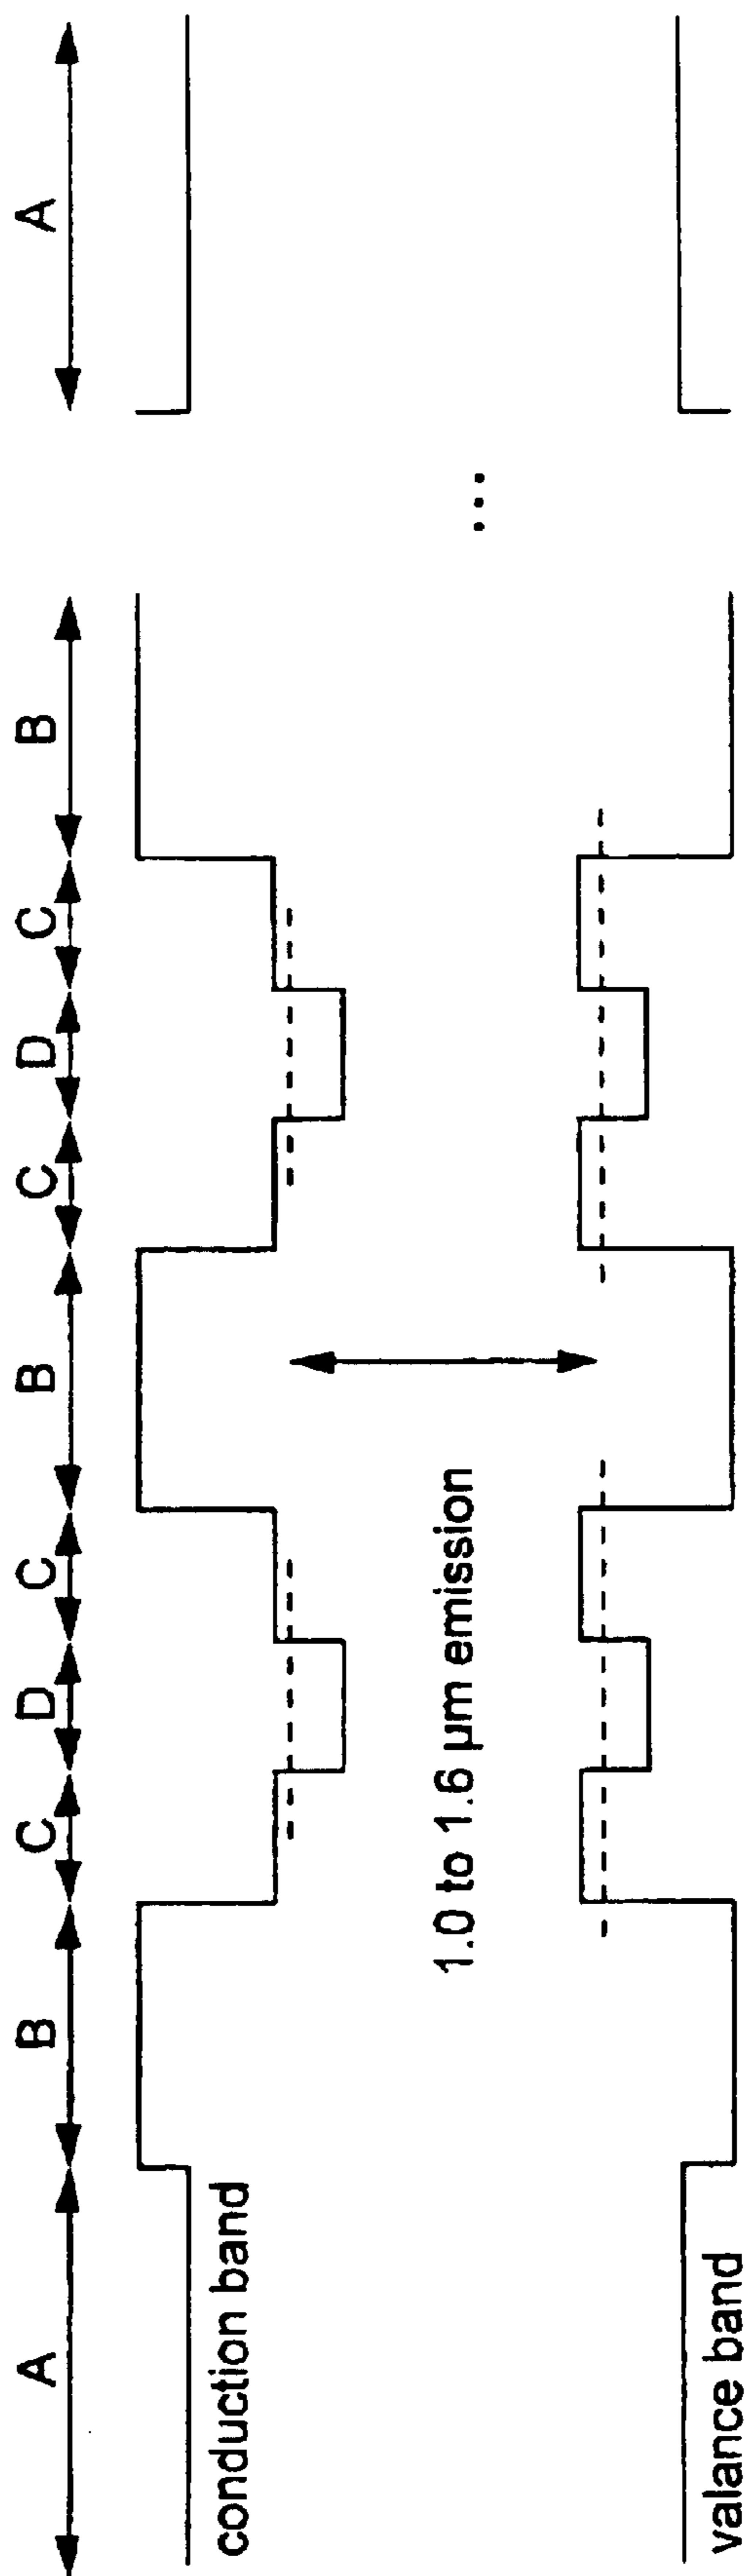 A B C D C B C D C B A
1.0 to 1.6 µm emission
...
conduction band
valance band